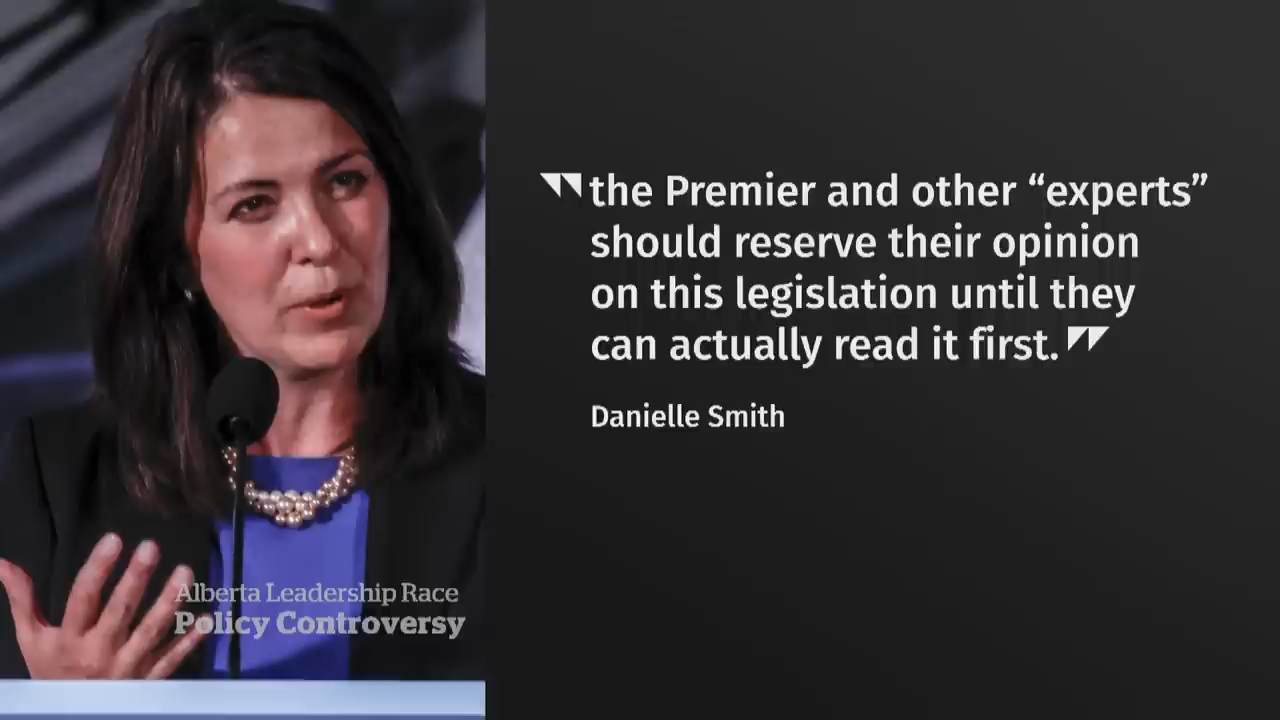 the Premier and other “experts”
should reserve their opinion
on this legislation until they
can actually read it first.
Danielle Smith
Alberta Leadership Race
Policy Controversy